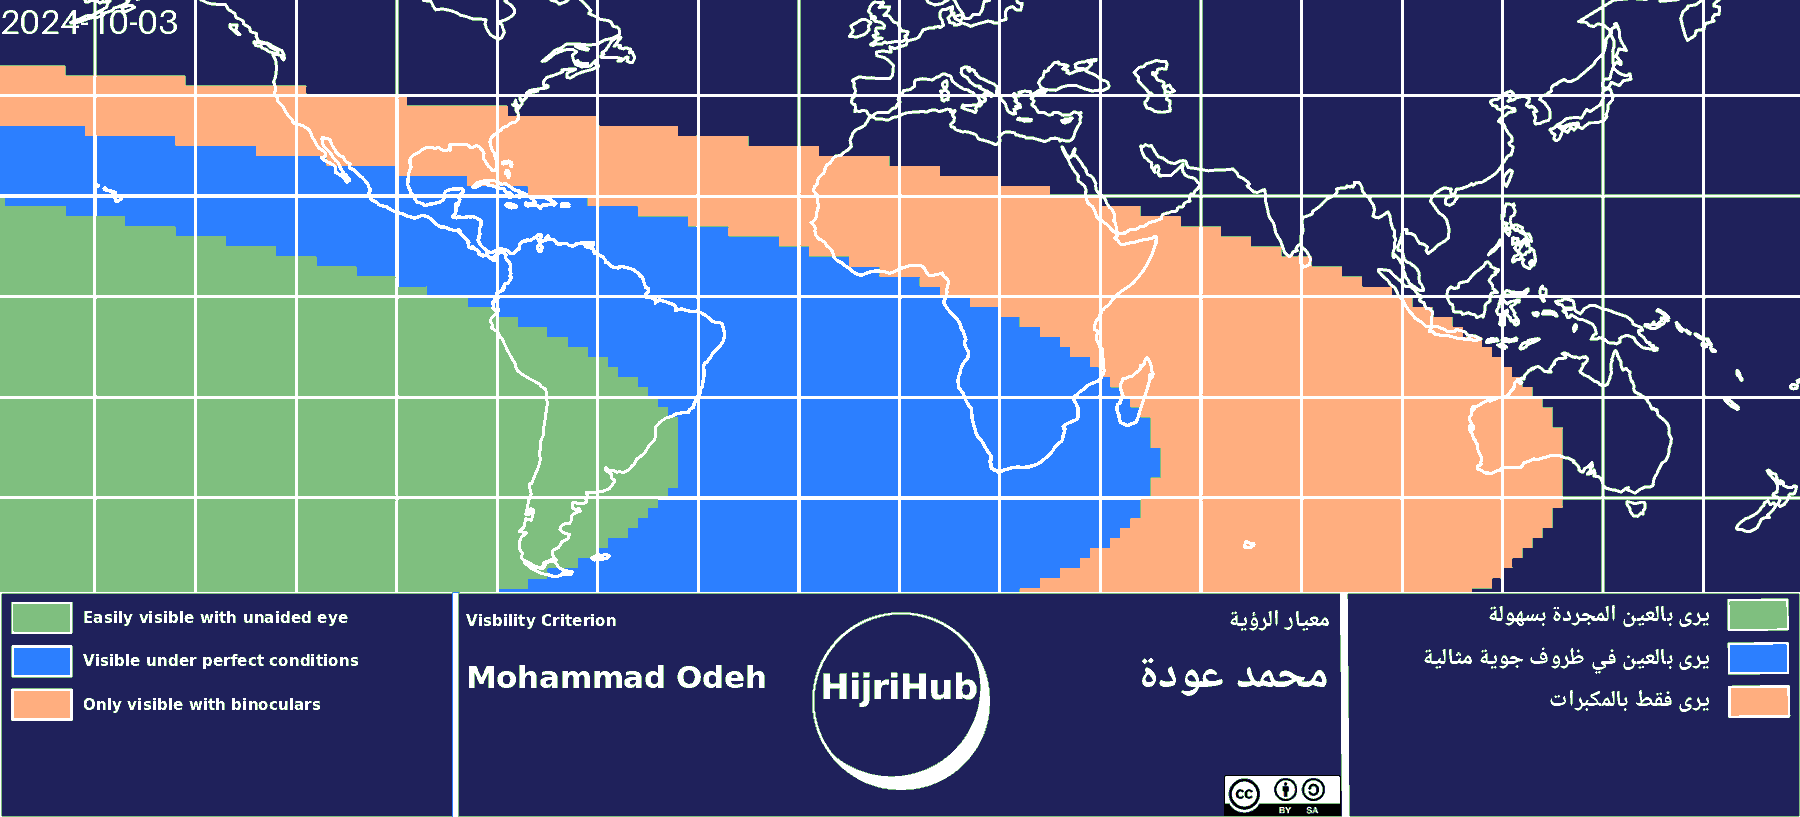 2024-10-03
Easily visible with unaided eye
Visible under perfect conditions
Only visible with binoculars
Visbility Criterion
Mohammad Odeh
HijriHub
معيار الرؤية
محمد عودة
cc BY SA
يرى بالعين المجردة بسهولة
يرى بالعين في ظروف جوية مثالية
يرى فقط بالمكبرات